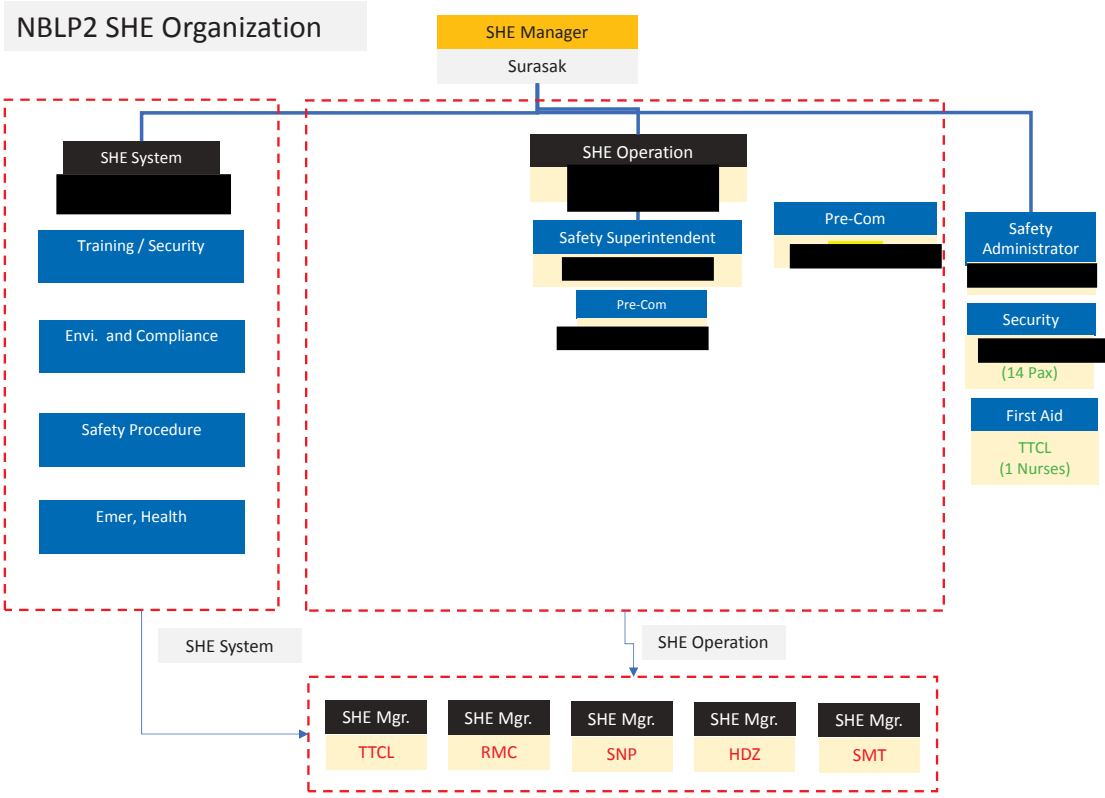 NBLP2 SHE Organization
SHE Manager
Surasak
SHE System
SHE Operation
Training / Security
Envi. and Compliance
Safety Procedure
Emer, Health
Safety Superintendent
Pre-Com
Pre-Com
Safety
Administrator
Security
(14 Pax)
First Aid
TTCL
(1 Nurses)
SHE System
SHE Operation
SHE Mgr.
TTCL
SHE Mgr.
RMC
SHE Mgr.
SNP
SHE Mgr.
HDZ
SHE Mgr.
SMT